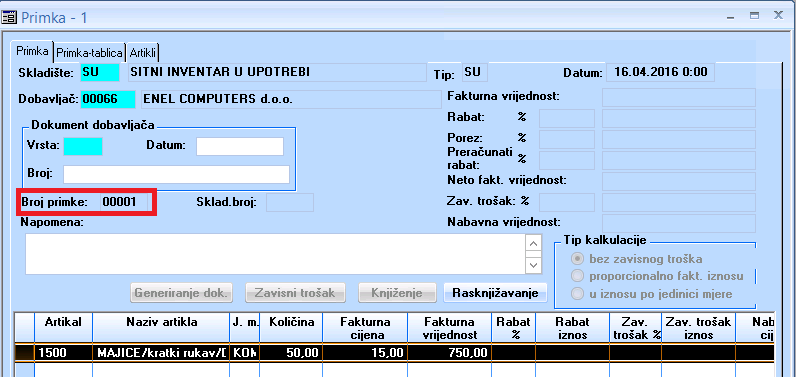 Primka - 1
Primka Primka-tablica Artikli
Skladište: SU SITNI INVENTAR U UPOTREBI Tip: SU Datum: 16.04.2016 0:00
Dobavljač: 00066 ENEL COMPUTERS d.o.o. Fakturna vrijednost:
Dokument dobavljača Rabat: %
Vrsta: Datum: Porez: %
Broj: Preračunati rabat: %
Neto fakt. vrijednost:
Broj primke: 00001 Sklad.broj: Zav. trošak: %
Napomena: Nabavna vrijednost:
Tip kalkulacije
bez zavisnog troška
proporcionalno fakt. iznosu
u iznosu po jedinici mjere
Generiranje dok. Zavisni trošak Knjiženje Rasknjižavanje
Artikal Naziv artikla J. m. Količina Fakturna cijena Fakturna vrijednost Rabat % Rabat iznos Zav. trošak % Zav. trošak iznos Nab cij
1500 MAJICE/kratki rukav/D KOM 50,00 15,00 750,00